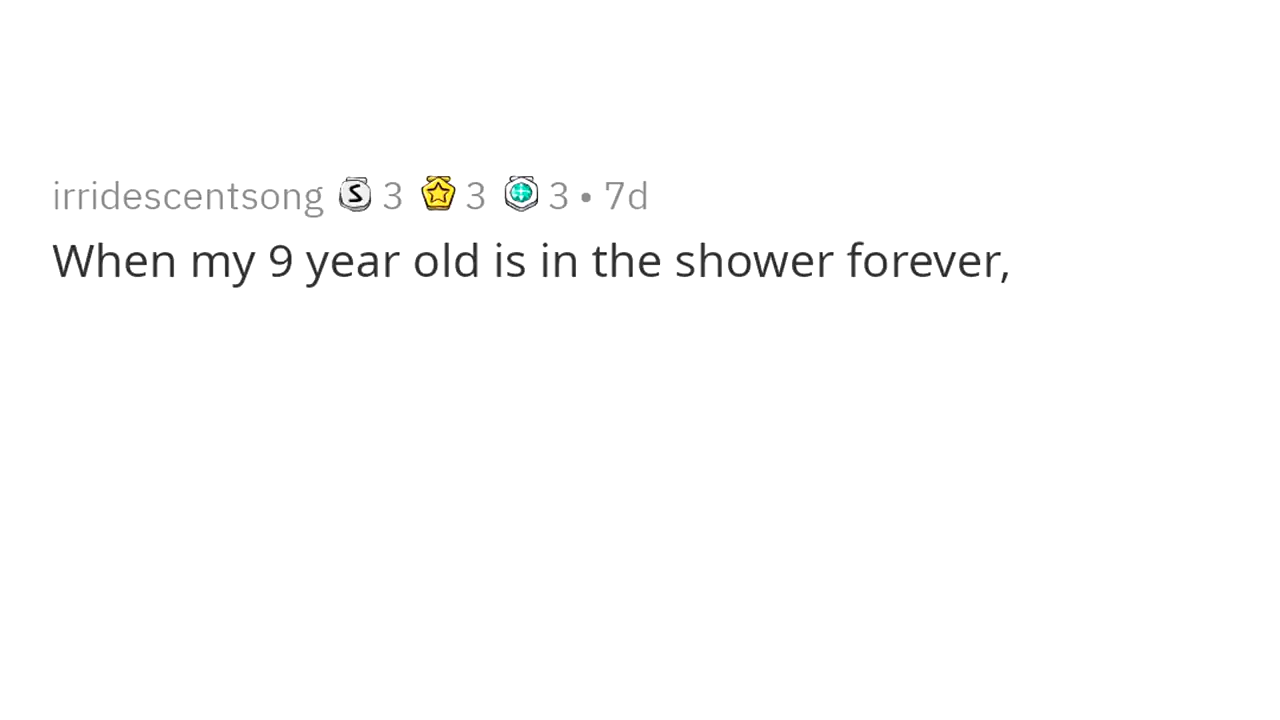 irridescentsong S 3 3 3 • 7d
When my 9 year old is in the shower forever,